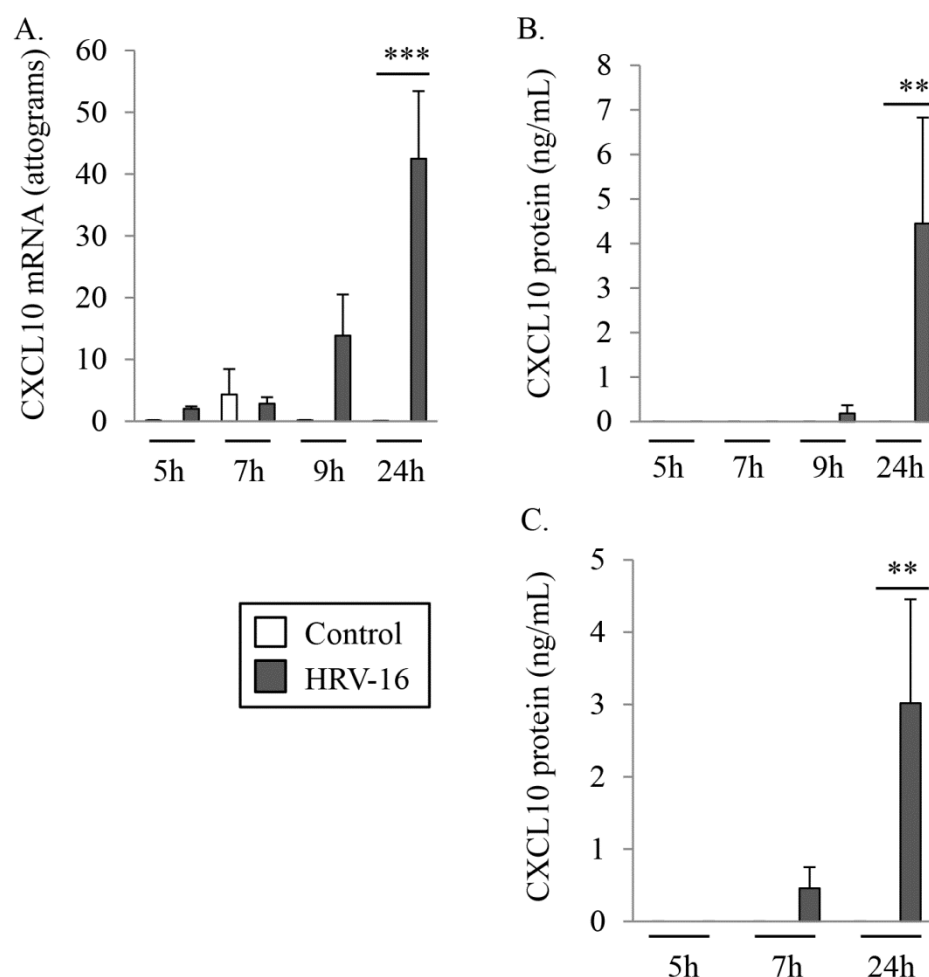 A.
CXCL10 mRNA (attograms)
60
50
40
30
20
10
0
***
5h 7h 9h 24h
B.
CXCL10 protein (ng/mL)
8
7
6
5
4
3
2
1
0
**
5h 7h 9h 24h
Control
HRV-16
C.
CXCL10 protein (ng/mL)
5
4
3
2
1
0
**
5h 7h 24h